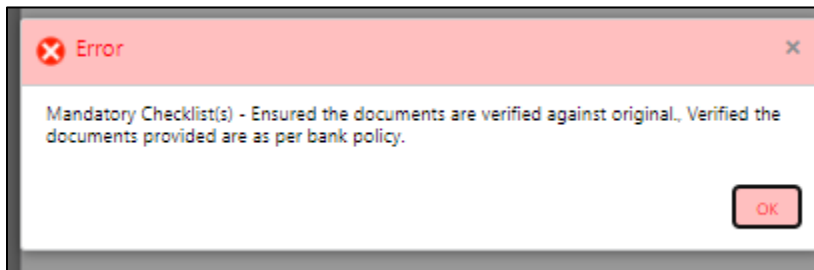 Error
Mandatory Checklist(s) - Ensured the documents are verified against original., Verified the
documents provided are as per bank policy.
OK